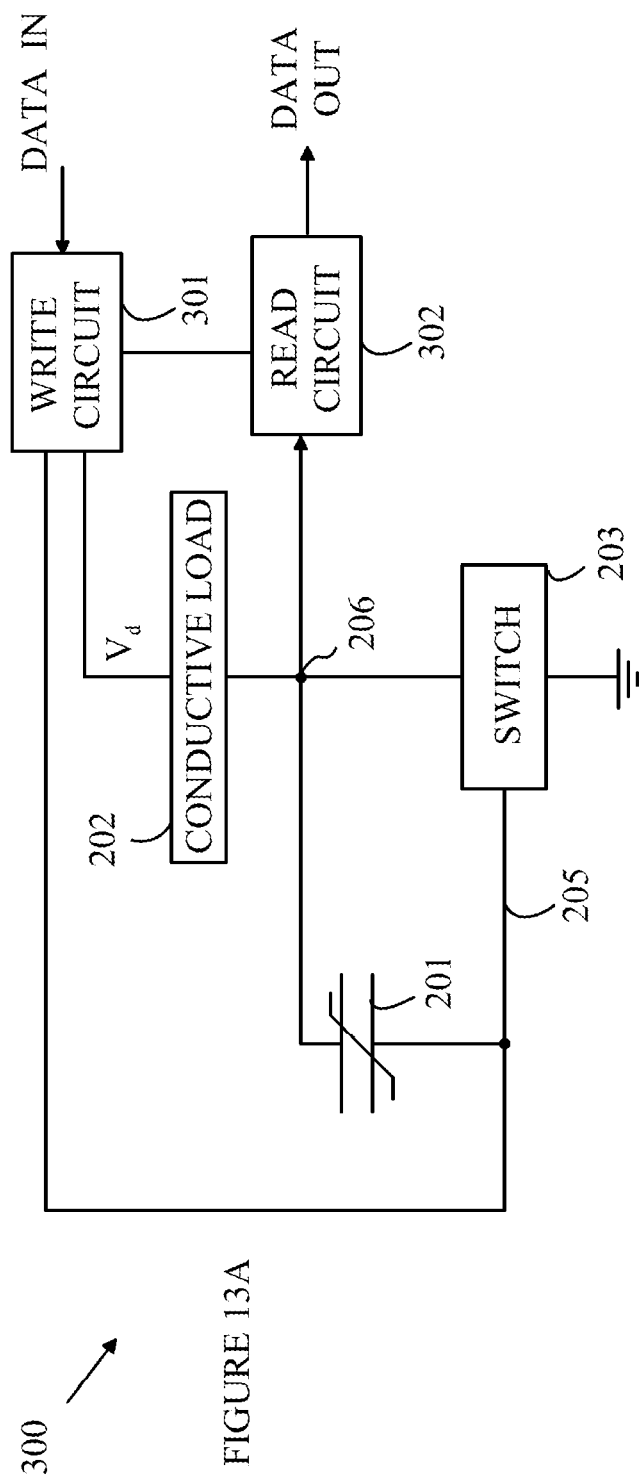 300
FIGURE 13A
DATA IN
WRITE
CIRCUIT
301
V_d
202
CONDUCTIVE LOAD
READ
CIRCUIT
302
DATA
OUT
206
201
SWITCH
203
205